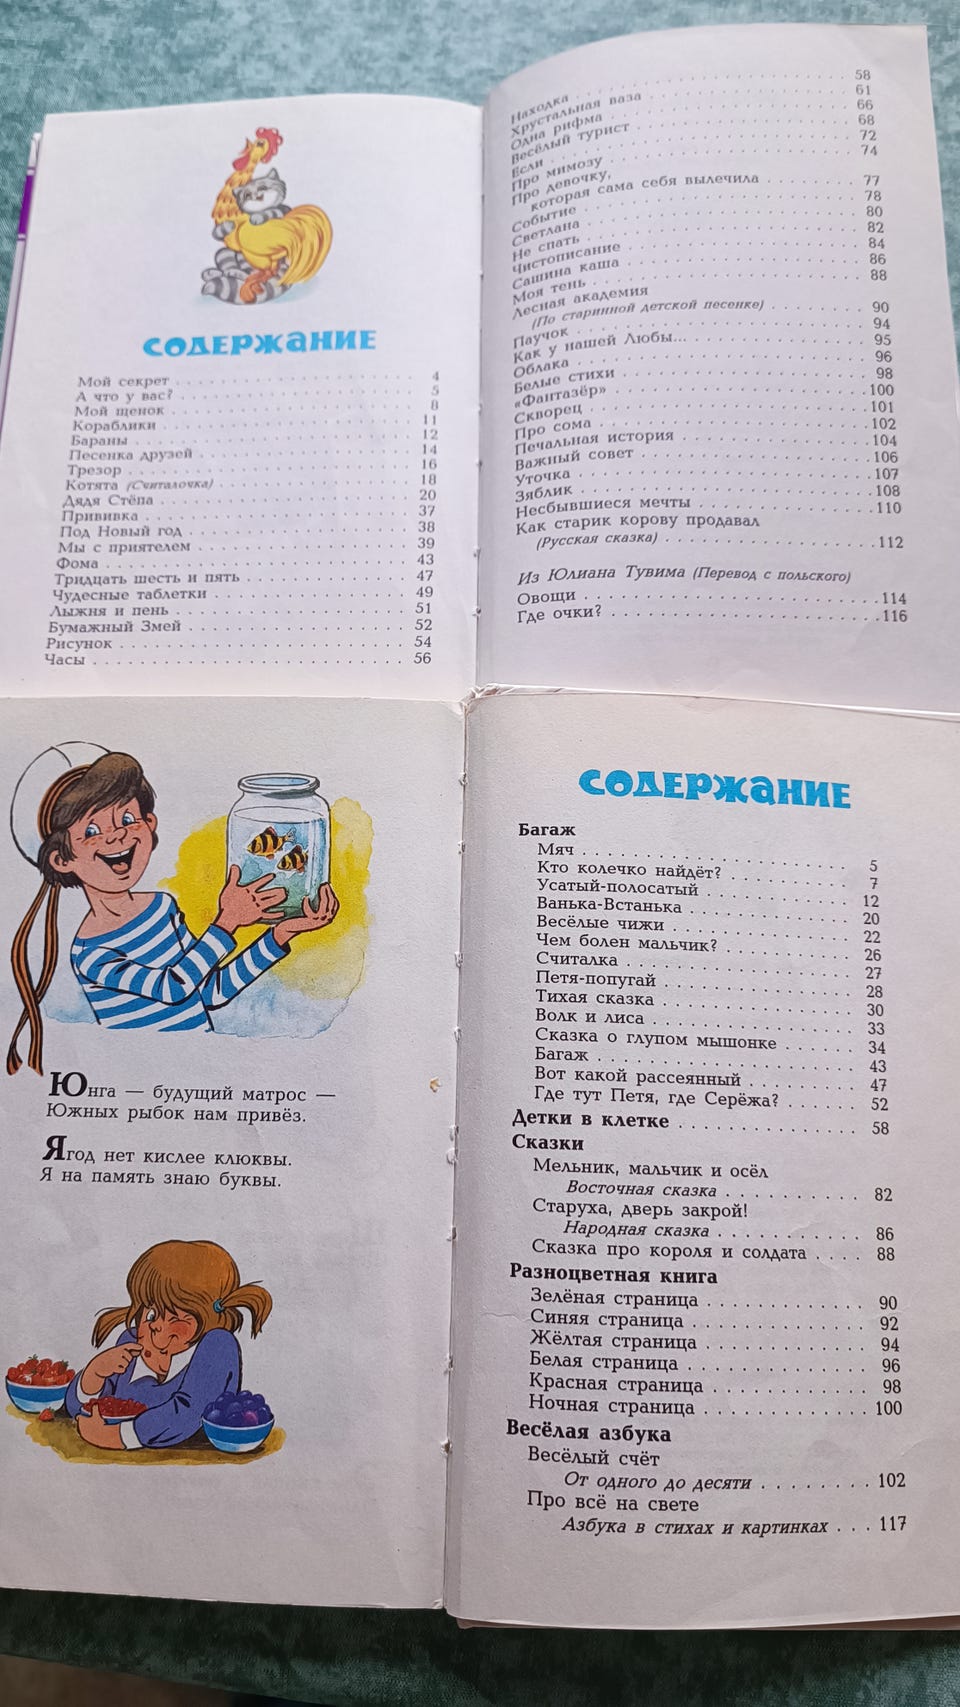 СОДЕРЖАНИЕ
Мой секрет 4
А что у вас? 5
Мой щенок 8
Кораблики 11
Бараны 12
Песенка друзей 14
Трезор 16
Котята (Считалочка) 18
Дядя Стёпа 20
Прививка 37
Под Новый год 38
Мы с приятелем 39
Фома 43
Тридцать шесть и пять 47
Чудесные таблетки 49
Лыжня и пень 51
Бумажный Змей 52
Рисунок 54
Часы 56
Находка 58
Хрустальная ваза 61
Одна рифма 66
Весёлый турист 68
Если 72
Про мимозу 74
Про девочку,
которая сама себя вылечила 77
Событие 78
Светлана 80
Не спать 82
Чистописание 84
Сашина каша 86
Моя тень 88
Лесная академия
(По старинной детской песенке) 90
Паучок 94
Как у нашей Любы... 95
Облака 96
Белые стихи 98
«Фантазёр» 100
Скворец 101
Про сома 102
Печальная история 104
Важный совет 106
Уточка 107
Зяблик 108
Несбывшиеся мечты 110
Как старик корову продавал
(Русская сказка) 112
Из Юлиана Тувима (Перевод с польского)
Овощи 114
Где очки? 116
Юнга — будущий матрос —
Южных рыбок нам привёз.
Ягод нет кислее клюквы.
Я на память знаю буквы.
СОДЕРЖАНИЕ
Багаж
Мяч 5
Кто колечко найдёт? 7
Усатый-полосатый 12
Ванька-Встанька 20
Весёлые чижи 22
Чем болен мальчик? 26
Считалка 27
Петя-попугай 28
Тихая сказка 30
Волк и лиса 33
Сказка о глупом мышонке 34
Багаж 43
Вот какой рассеянный 47
Где тут Петя, где Серёжа? 52
Детки в клетке 58
Сказки
Мельник, мальчик и осёл
Восточная сказка 82
Старуха, дверь закрой!
Народная сказка 86
Сказка про короля и солдата 88
Разноцветная книга
Зелёная страница 90
Синяя страница 92
Жёлтая страница 94
Белая страница 96
Красная страница 98
Ночная страница 100
Весёлая азбука
Весёлый счёт
От одного до десяти 102
Про всё на свете
Азбука в стихах и картинках 117